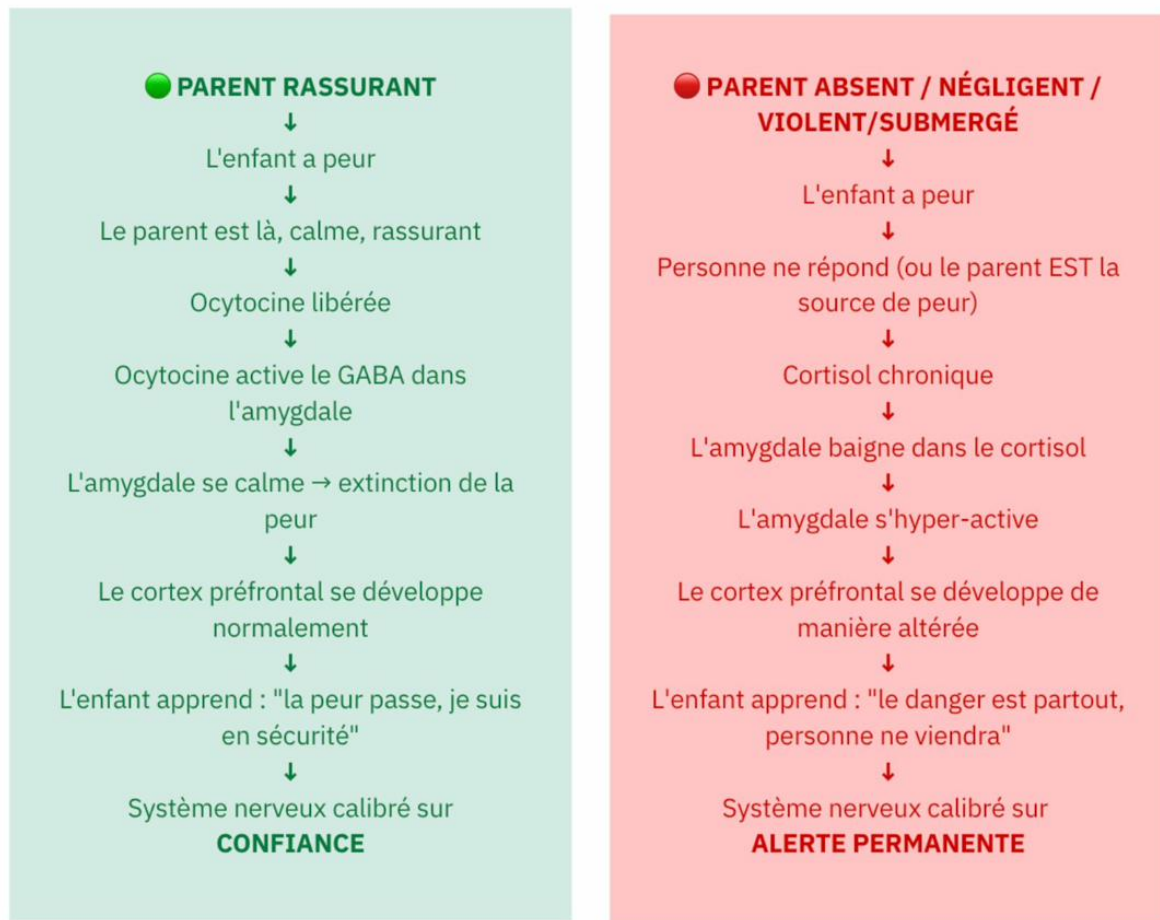 🟢 PARENT RASSURANT
↓
L'enfant a peur
↓
Le parent est là, calme, rassurant
↓
Ocytocine libérée
↓
Ocytocine active le GABA dans
l'amygdale
↓
L'amygdale se calme → extinction de la
peur
↓
Le cortex préfrontal se développe
normalement
↓
L'enfant apprend : "la peur passe, je suis
en sécurité"
↓
Système nerveux calibré sur
CONFIANCE
🔴 PARENT ABSENT / NÉGLIGENT /
VIOLENT/SUBMERGÉ
↓
L'enfant a peur
↓
Personne ne répond (ou le parent EST la
source de peur)
↓
Cortisol chronique
↓
L'amygdale baigne dans le cortisol
↓
L'amygdale s'hyper-active
↓
Le cortex préfrontal se développe de
manière altérée
↓
L'enfant apprend : "le danger est partout,
personne ne viendra"
↓
Système nerveux calibré sur
ALERTE PERMANENTE